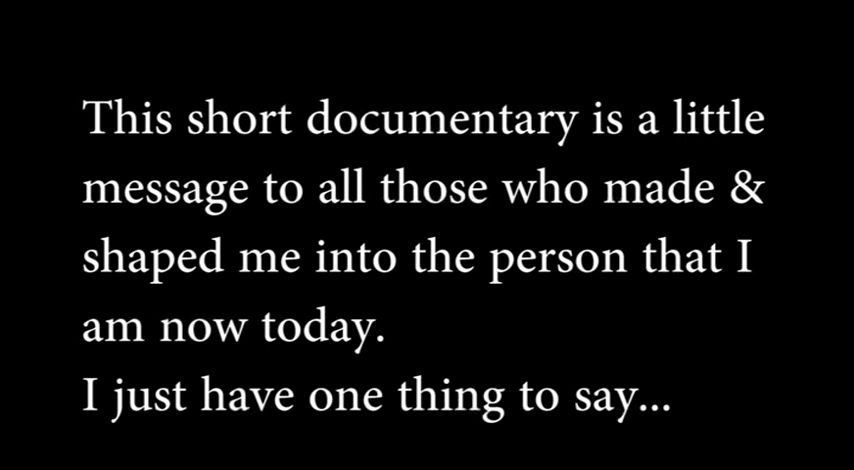 This short documentary is a little
message to all those who made &
shaped me into the person that I
am now today.
I just have one thing to say...